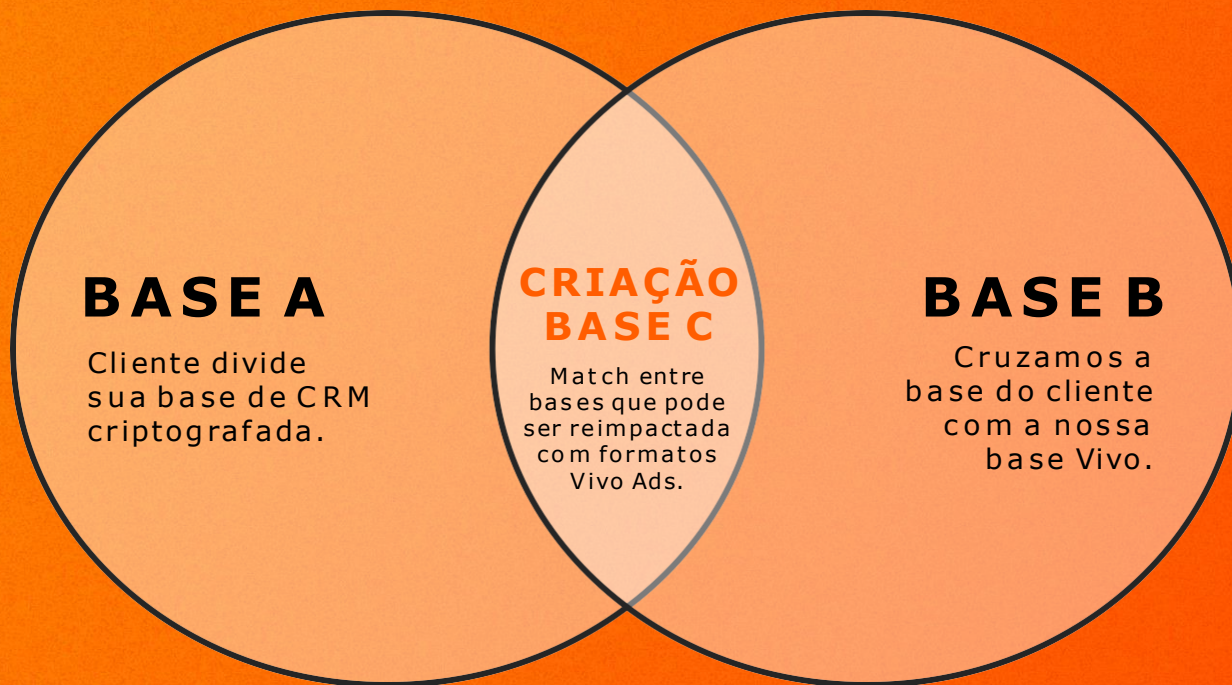 BASE A
Cliente divide
sua base de CRM
criptografada.
CRIAÇÃO
BASE C
Match entre
bases que pode
ser reimpactada
com formatos
Vivo Ads.
BASE B
Cruzamos a
base do cliente
com a nossa
base Vivo.